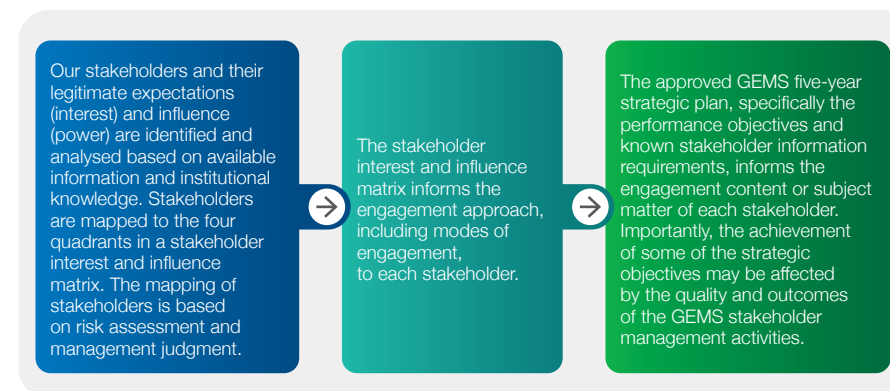 Our stakeholders and their
legitimate expectations
(interest) and influence
(power) are identified and
analysed based on available
information and institutional
knowledge. Stakeholders
are mapped to the four
quadrants in a stakeholder
interest and influence
matrix. The mapping of
stakeholders is based
on risk assessment and
management judgment.
The stakeholder
interest and influence
matrix informs the
engagement approach,
including modes of
engagement,
to each stakeholder.
The approved GEMS five-year
strategic plan, specifically the
performance objectives and
known stakeholder information
requirements, informs the
engagement content or subject
matter of each stakeholder.
Importantly, the achievement
of some of the strategic
objectives may be affected
by the quality and outcomes
of the GEMS stakeholder
management activities.